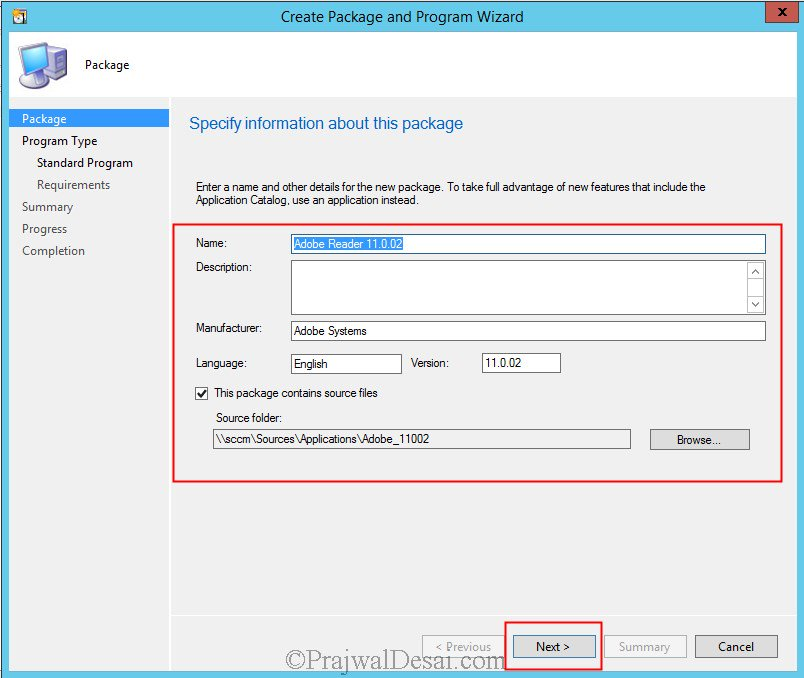 Create Package and Program Wizard
x
Package
Package
Program Type
Standard Program
Requirements
Summary
Progress
Completion
Specify information about this package
Enter a name and other details for the new package. To take full advantage of new features that include the
Application Catalog, use an application instead.
Name: Adobe Reader 11.0.02
Description:
Manufacturer: Adobe Systems
Language: English Version: 11.0.02
This package contains source files
Source folder:
\\sccm\Sources\Applications\Adobe_11002 Browse...
< Previous Next > Summary Cancel
©PrajwalDesai.com